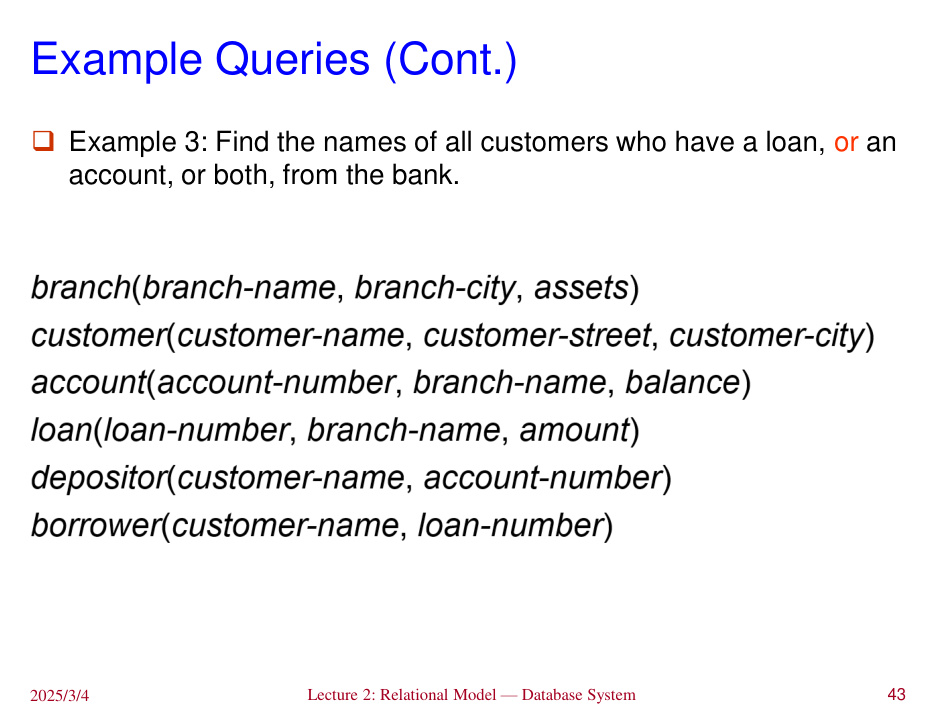 Example Queries (Cont.)
Example 3: Find the names of all customers who have a loan, or an
account, or both, from the bank.
branch(branch-name, branch-city, assets)
customer(customer-name, customer-street, customer-city)
account(account-number, branch-name, balance)
loan(loan-number, branch-name, amount)
depositor(customer-name, account-number)
borrower(customer-name, loan-number)
2025/3/4
Lecture 2: Relational Model — Database System
43